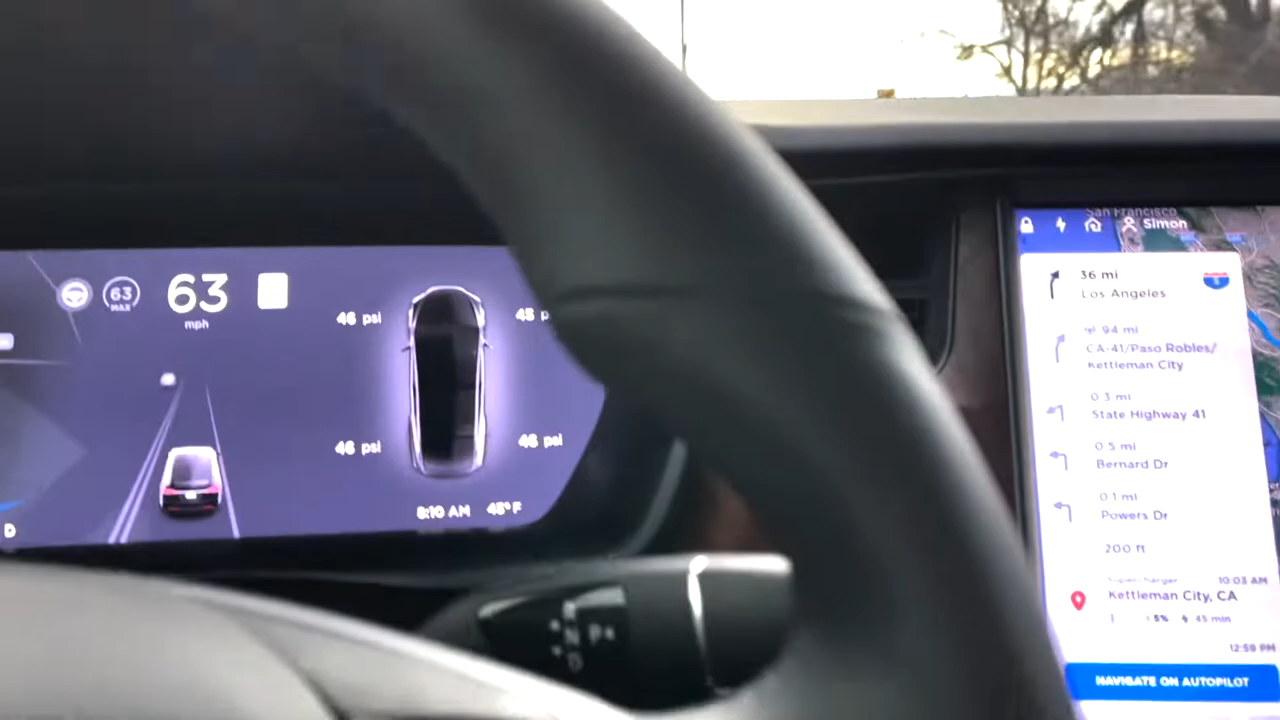 63
MAX
63
mph
46 psi
45 p
46 psi
46 psi
8:10 AM 48°F
D
P
N
D
San Francisco
Simon
36 mi
Los Angeles
94 mi
CA-41/Paso Robles/
Kettleman City
0.3 mi
State Highway 41
0.5 mi
Bernard Dr
0.1 mi
Powers Dr
200 ft
Supercharger 10:03 AM
Kettleman City, CA
5% 45 min
12:59 PM
NAVIGATE ON AUTOPILOT